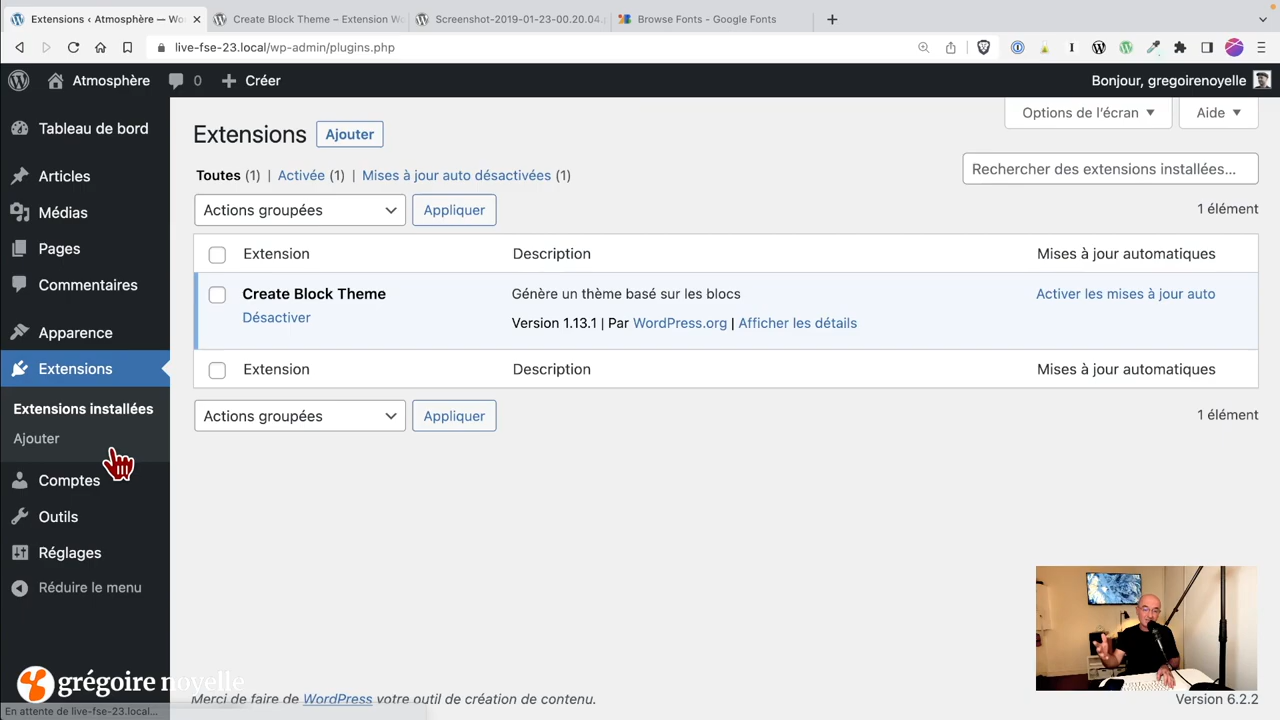 Extensions ‹ Atmosphère — Wo
Create Block Theme – Extension Wo
Screenshot-2019-01-23-00.20.04.
Browse Fonts - Google Fonts
live-fse-23.local/wp-admin/plugins.php
Atmosphère
0
Créer
Bonjour, gregoirenoyelle
Tableau de bord
Articles
Médias
Pages
Commentaires
Apparence
Extensions
Extensions installées
Ajouter
Comptes
Outils
Réglages
Réduire le menu
Options de l'écran
Aide
Extensions
Ajouter
Toutes (1) | Activée (1) | Mises à jour auto désactivées (1)
Rechercher des extensions installées…
Actions groupées
Appliquer
1 élément
Extension
Description
Mises à jour automatiques
Create Block Theme
Génère un thème basé sur les blocs
Activer les mises à jour auto
Désactiver
Version 1.13.1 | Par WordPress.org | Afficher les détails
Extension
Description
Mises à jour automatiques
Actions groupées
Appliquer
1 élément
grégoire noyelle
Merci de faire de WordPress votre outil de création de contenu.
Version 6.2.2
En attente de live-fse-23.local...